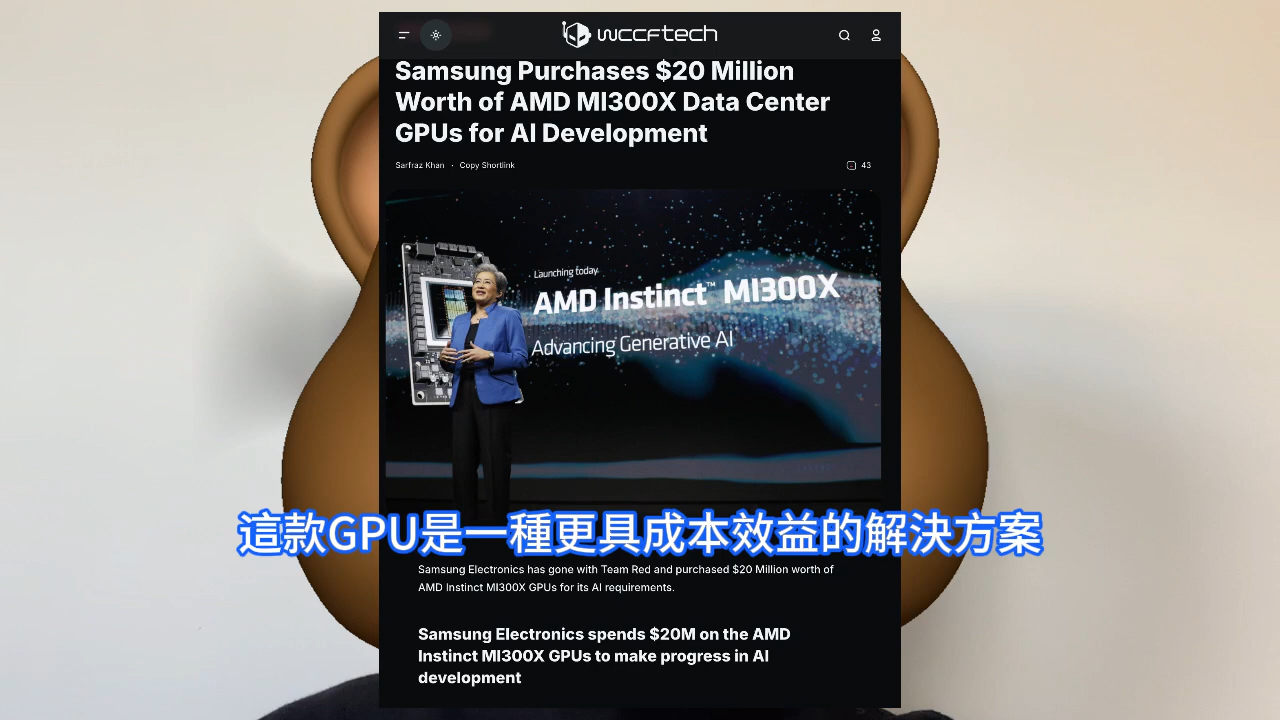 wccftech
Samsung Purchases $20 Million
Worth of AMD MI300X Data Center
GPUs for AI Development
Sarfraz Khan • Copy Shortlink
43
Launching today
AMD Instinct™ MI300X
Advancing Generative AI
這款GPU是一種更具成本效益的解決方案
Samsung Electronics has gone with Team Red and purchased $20 Million worth of
AMD Instinct MI300X GPUs for its AI requirements.
Samsung Electronics spends $20M on the AMD
Instinct MI300X GPUs to make progress in AI
development